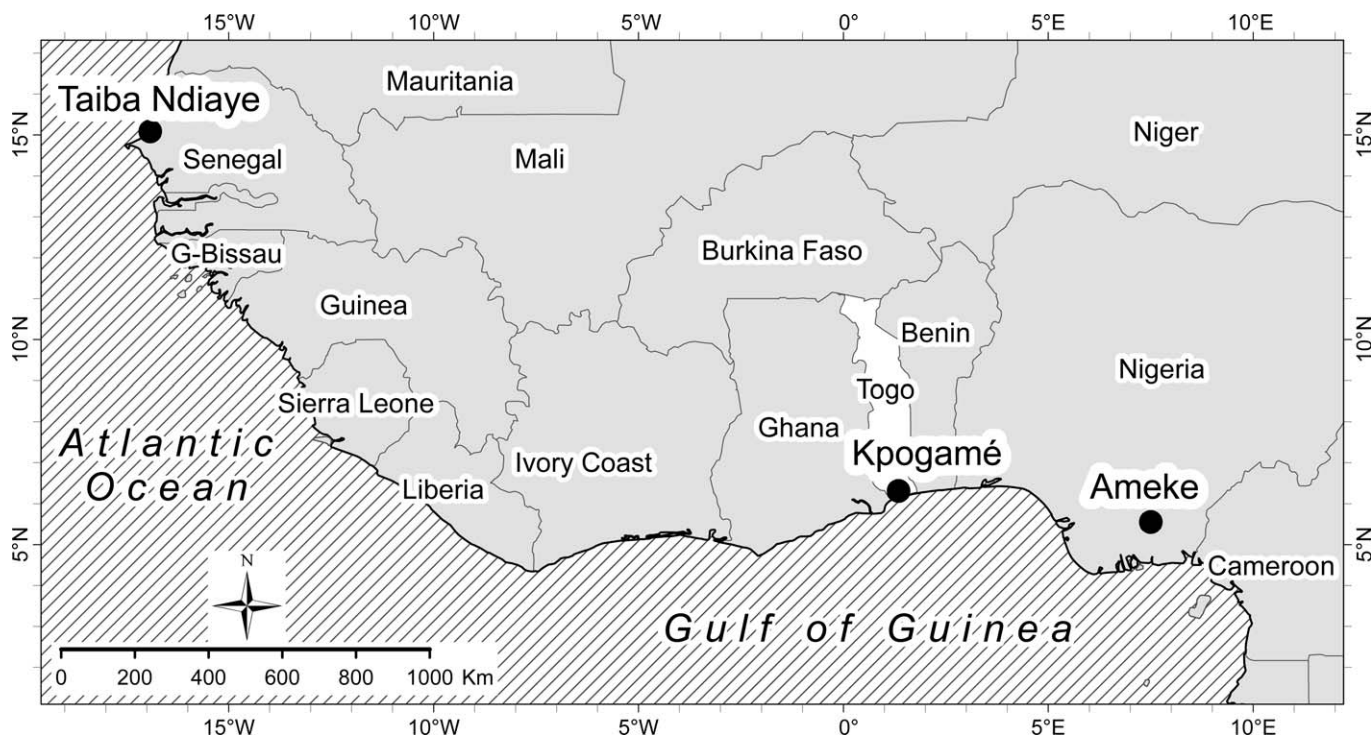 15°W 10°W 5°W 0° 5°E 10°E
Mauritania
Taiba Ndiaye
15°N
15°N
Niger
Senegal
Mali
Burkina Faso
G-Bissau
Guinea
10°N
10°N
Benin
Nigeria
Togo
Sierra Leone
Ghana
Kpogamé
Ivory Coast
Atlantic
Ocean
Liberia
Ameke
5°N
5°N
Cameroon
N
Gulf of Guinea
0 200 400 600 800 1000 Km
15°W 10°W 5°W 0° 5°E 10°E